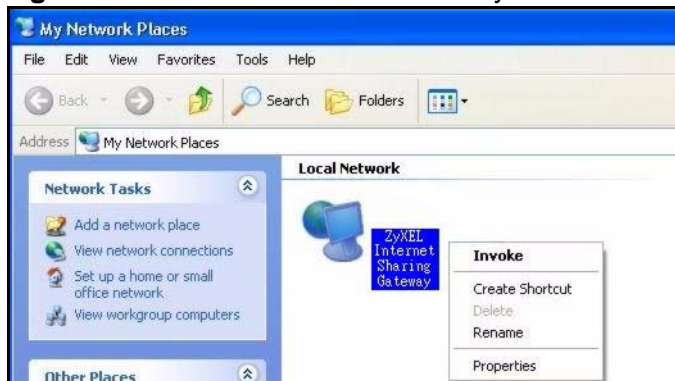 My Network Places
File Edit View Favorites Tools Help
Back Search Folders
Address My Network Places
Network Tasks
Add a network place
View network connections
Set up a home or small
office network
View workgroup computers
Other Places
Local Network
ZyXEL
Internet
Sharing
Gateway
Invoke
Create Shortcut
Delete
Rename
Properties